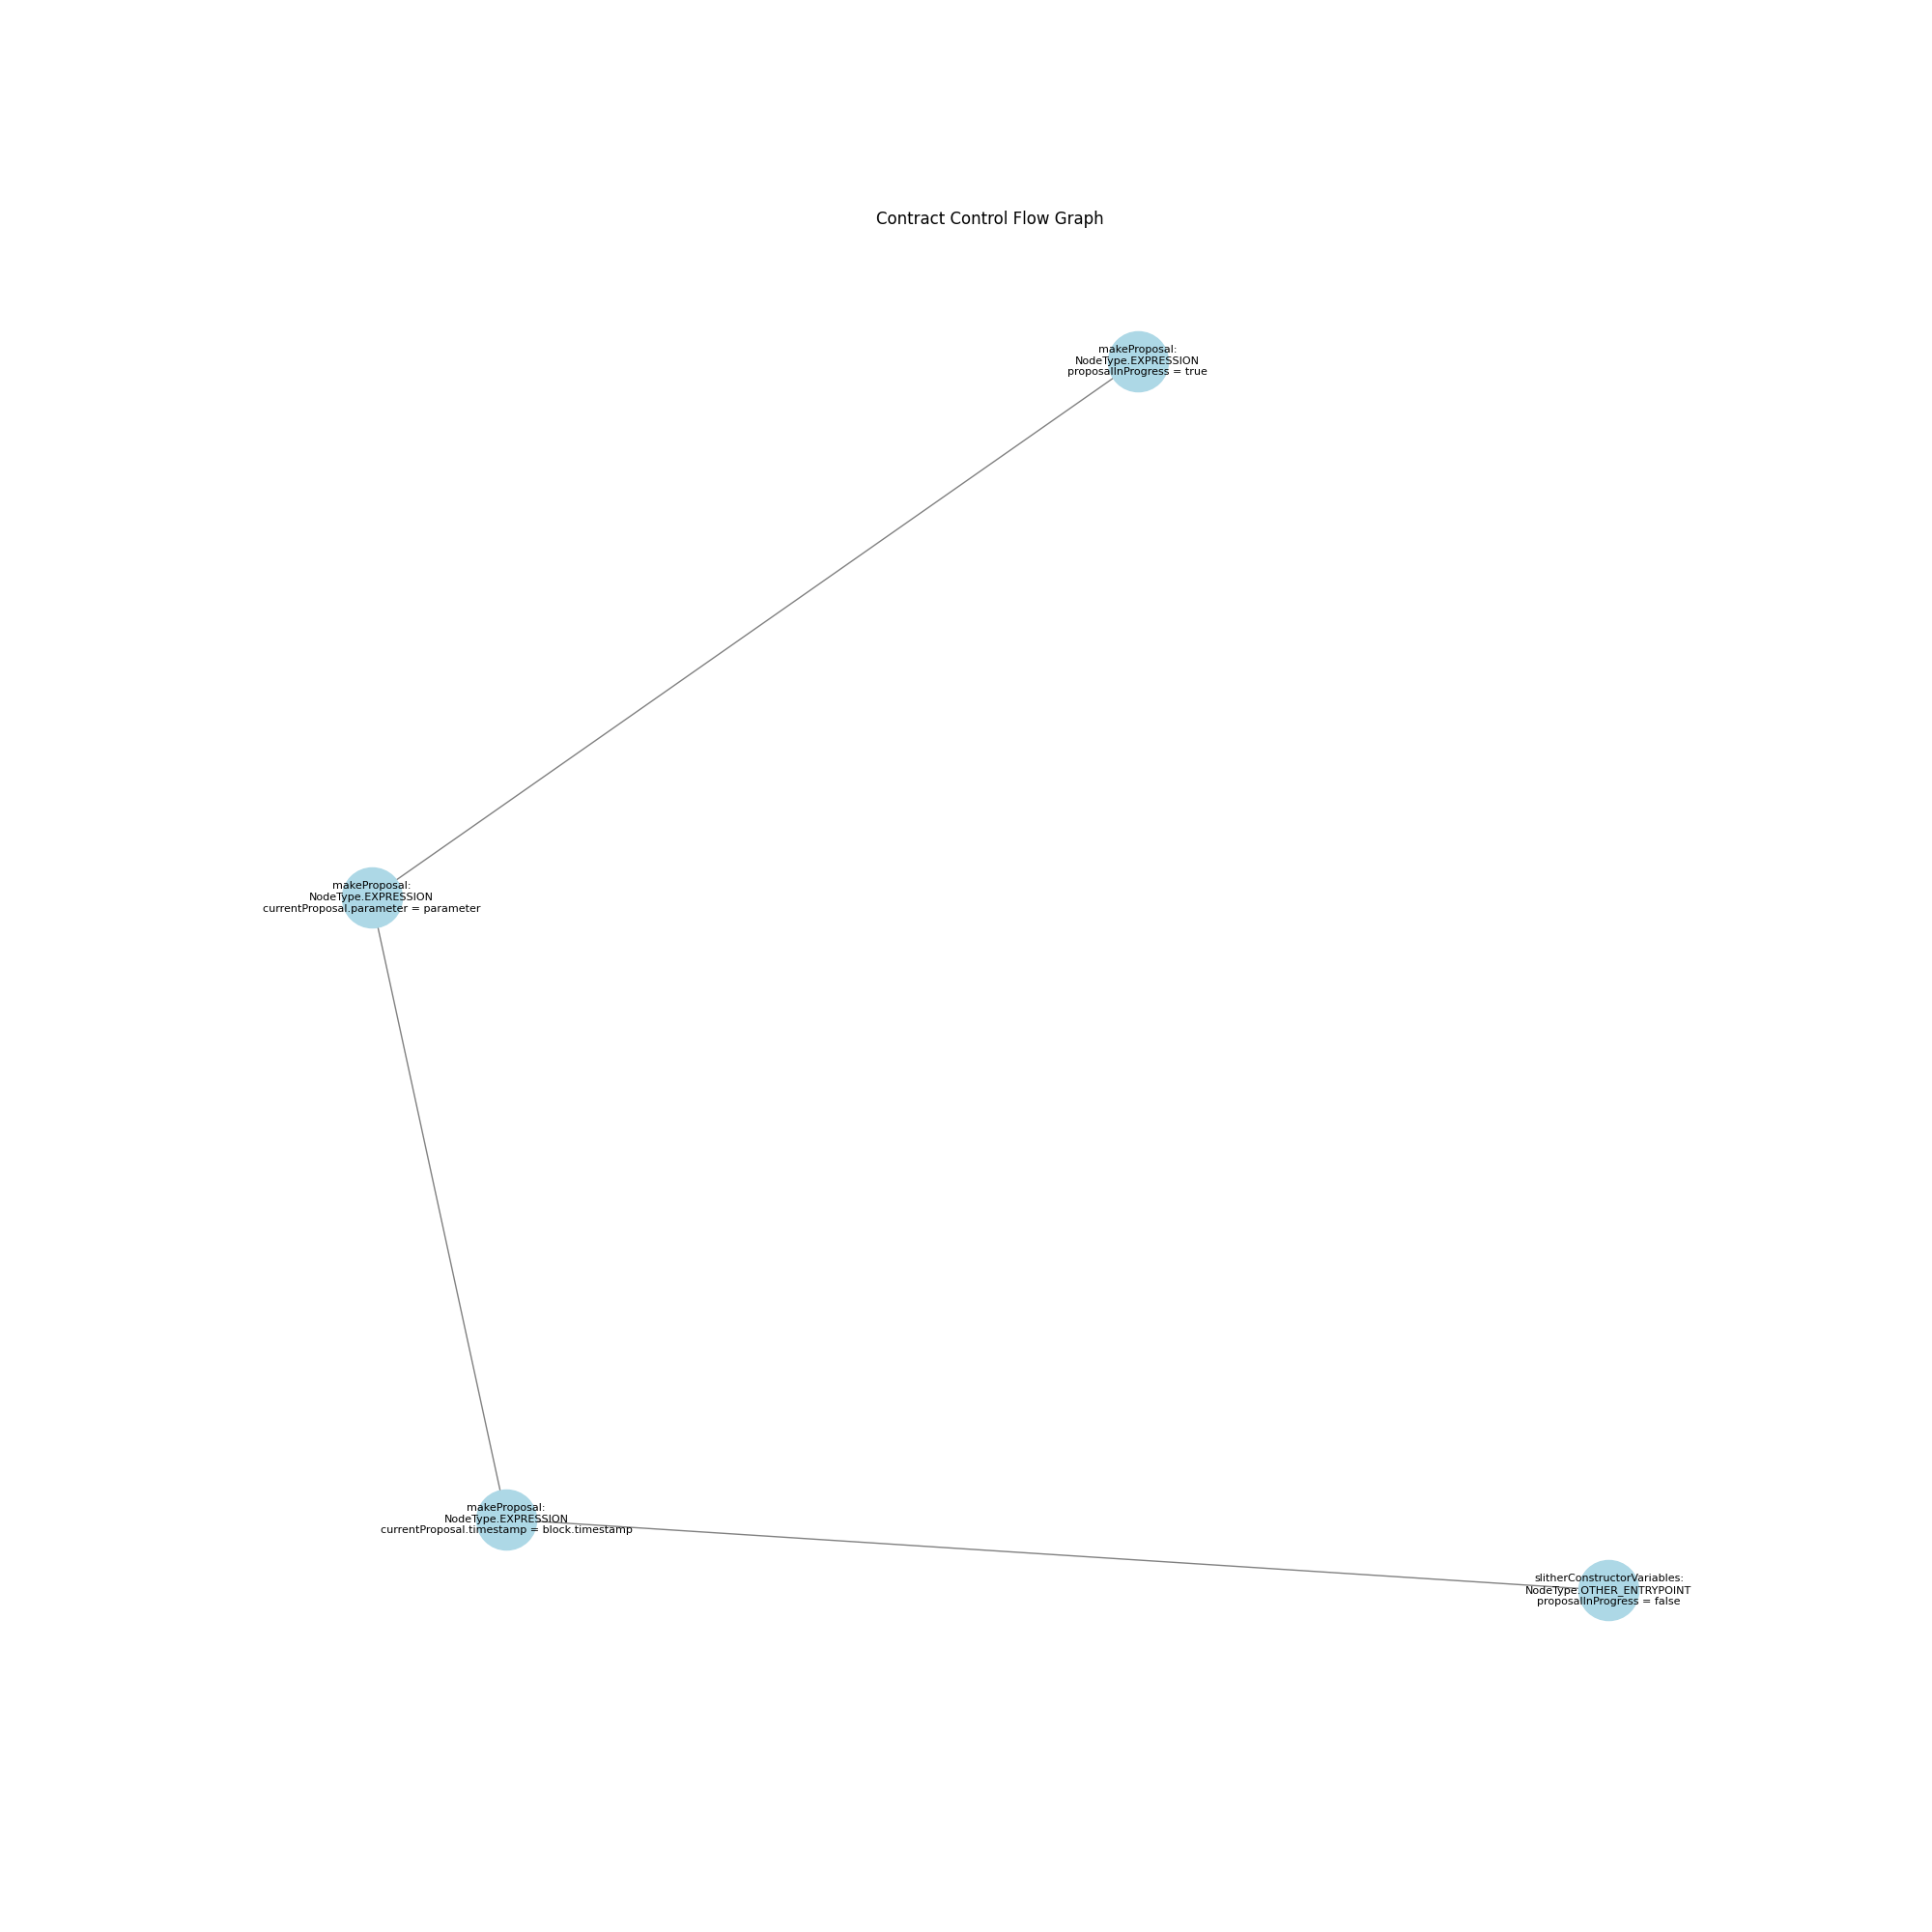 Contract Control Flow Graph
makeProposal:
NodeType.EXPRESSION
proposalInProgress = true
makeProposal:
NodeType.EXPRESSION
currentProposal.parameter = parameter
makeProposal:
NodeType.EXPRESSION
currentProposal.timestamp = block.timestamp
slitherConstructorVariables:
NodeType.OTHER_ENTRYPOINT
proposalInProgress = false